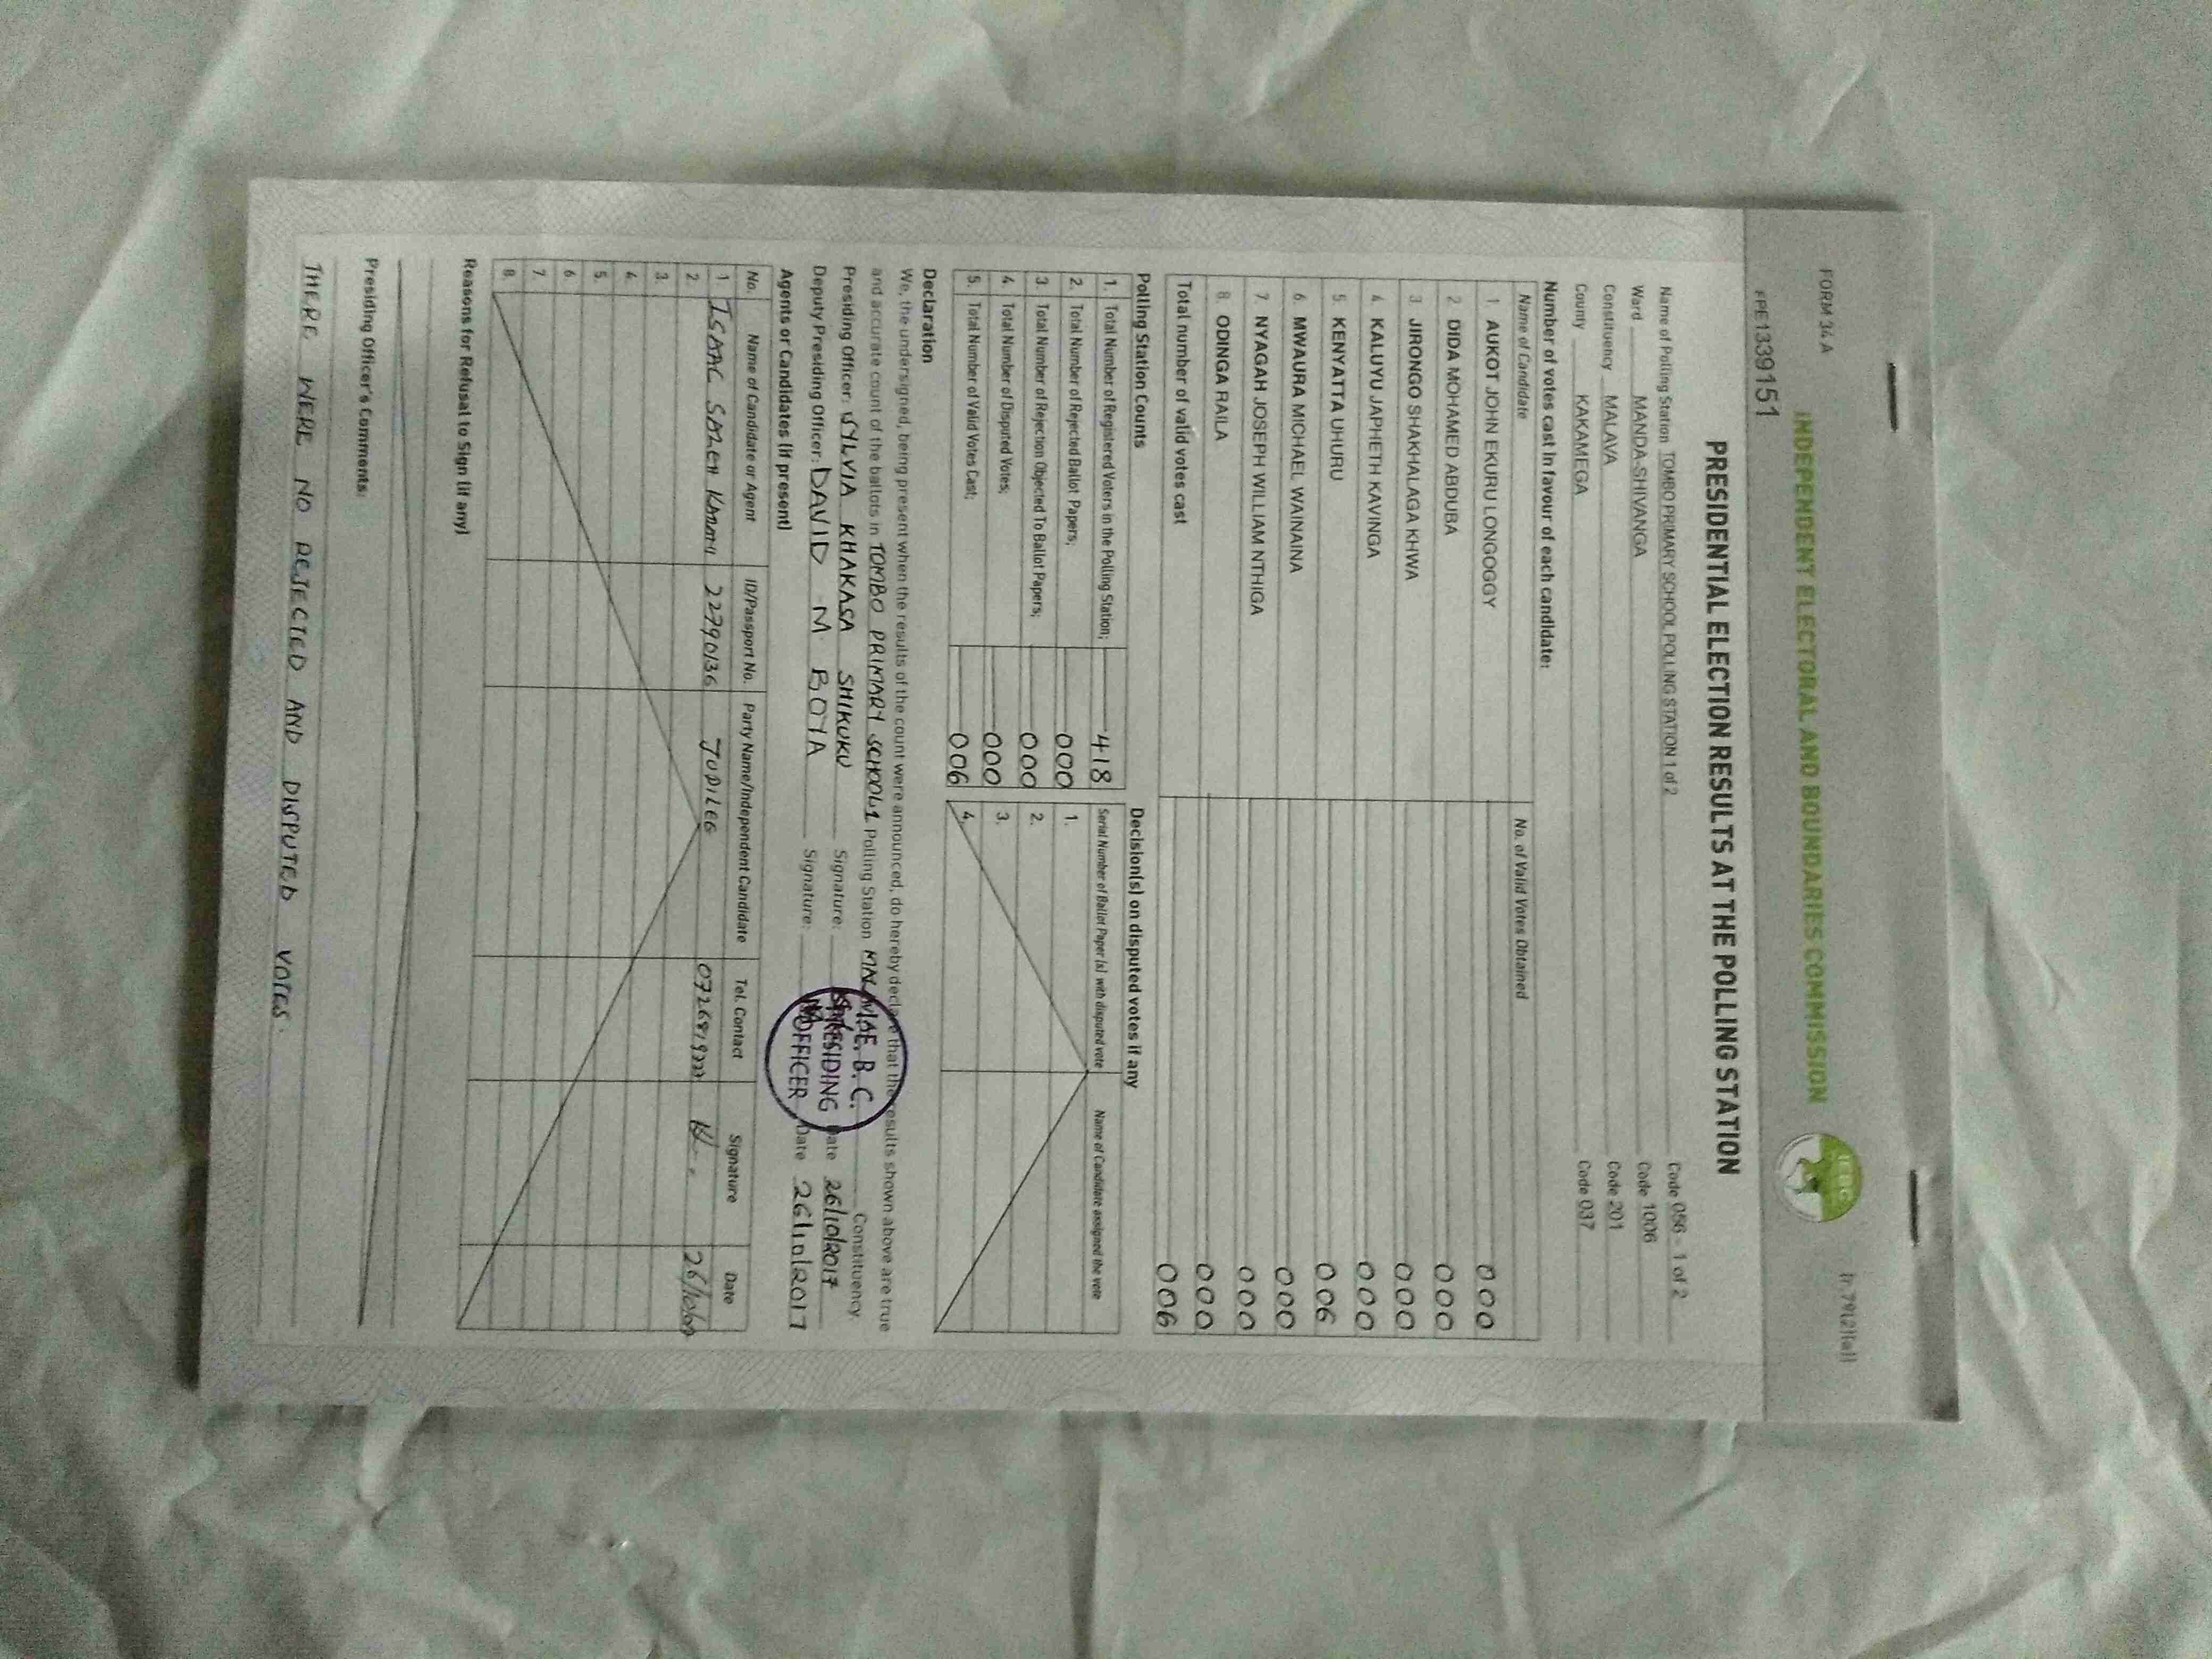 FORM 34 A
(r. 79(2)(a))
INDEPENDENT ELECTORAL AND BOUNDARIES COMMISSION
IEBC
FPE1339151
PRESIDENTIAL ELECTION RESULTS AT THE POLLING STATION
Name of Polling Station TOMBO PRIMARY SCHOOL POLLING STATION 1 of 2 Code 056 - 1 of 2
Ward MANDA-SHIVANGA Code 1006
Constituency MALAVA Code 201
County KAKAMEGA Code 037
Number of votes cast in favour of each candidate:
Name of Candidate No. of Valid Votes Obtained
1 AUKOT JOHN EKURU LONGOGGY 000
2 DIDA MOHAMED ABDUBA 000
3 JIRONGO SHAKHALAGA KHWA 000
4 KALUYU JAPHETH KAVINGA 000
5 KENYATTA UHURU 006
6 MWAURA MICHAEL WAINAINA 000
7 NYAGAH JOSEPH WILLIAM NTHIGA 000
8 ODINGA RAILA 000
Total number of valid votes cast 006
Polling Station Counts
1. Total Number of Registered Voters in the Polling Station; 418
2. Total Number of Rejected Ballot Papers; 000
3. Total Number of Rejection Objected To Ballot Papers; 000
4 Total Number of Disputed Votes; 000
5. Total Number of Valid Votes Cast; 006
Decision(s) on disputed votes if any
Serial Number of Ballot Paper (s) with disputed vote Name of Candidate assigned the vote
1.
2.
3.
4.
Declaration
We, the undersigned, being present when the results of the count were announced, do hereby declare that the results shown above are true
and accurate count of the ballots in TOMBO PRIMARY SCHOOL 1 Polling Station Constituency.
Presiding Officer: SYLVIA KHAKASA SHIKUKU Signature: Date 26/10/2017
Deputy Presiding Officer: DAVID M BOYA Signature: Date 26/10/2017
B.C.
PRESIDING
OFFICER
Agents or Candidates (if present)
No. Name of Candidate or Agent ID/Passport No. Party Name/Independent Candidate Tel. Contact Signature Date
1 ISAAC 22790136 JUBILEE
2
3.
4
5.
6
7
8.
Reasons for Refusal to Sign (if any)
Presiding Officer's Comments:
THERE WERE NO REJECTED AND DISPUTED VOTES.